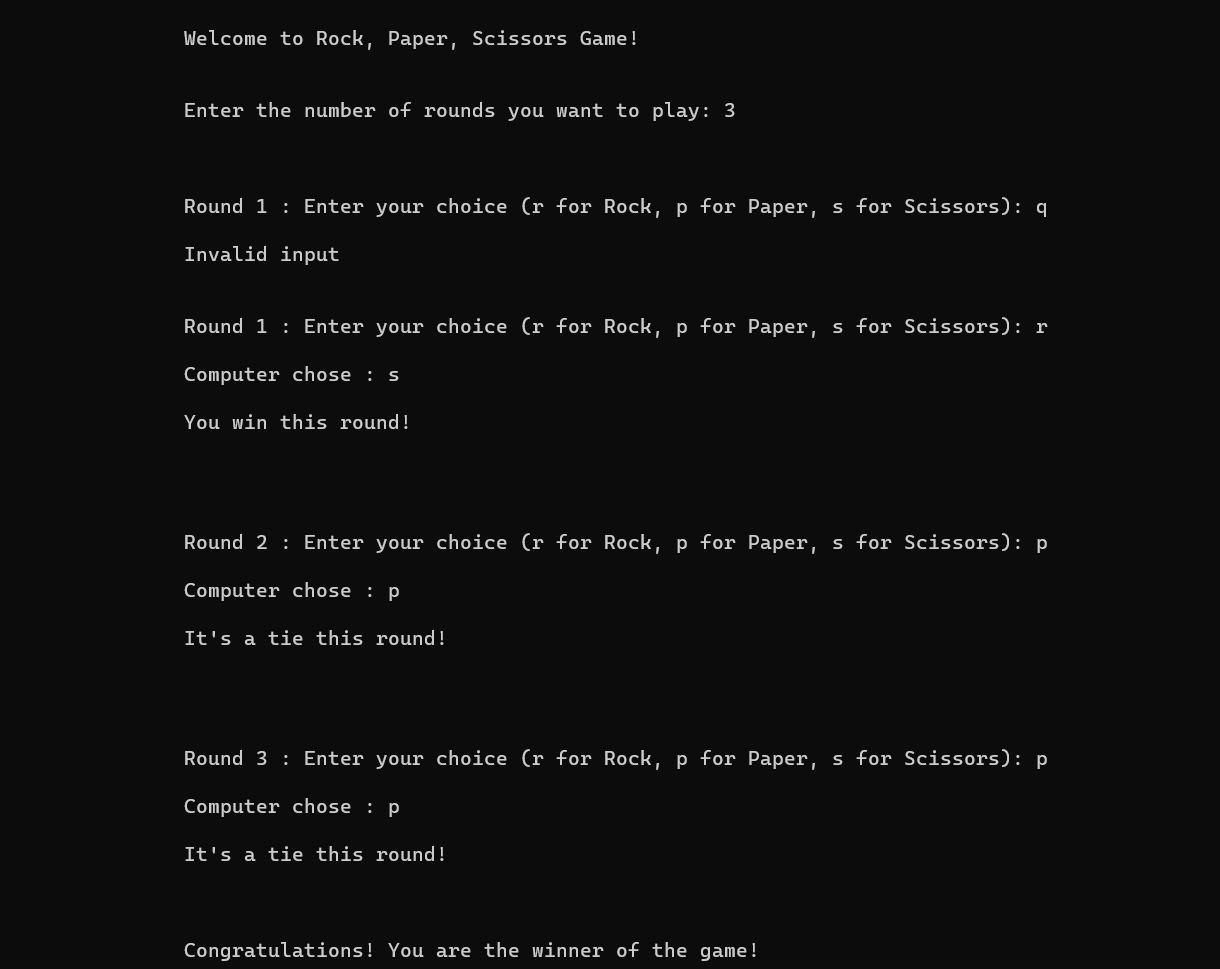 Welcome to Rock, Paper, Scissors Game!
Enter the number of rounds you want to play: 3
Round 1 : Enter your choice (r for Rock, p for Paper, s for Scissors): q
Invalid input
Round 1 : Enter your choice (r for Rock, p for Paper, s for Scissors): r
Computer chose : s
You win this round!
Round 2 : Enter your choice (r for Rock, p for Paper, s for Scissors): p
Computer chose : p
It's a tie this round!
Round 3 : Enter your choice (r for Rock, p for Paper, s for Scissors): p
Computer chose : p
It's a tie this round!
Congratulations! You are the winner of the game!